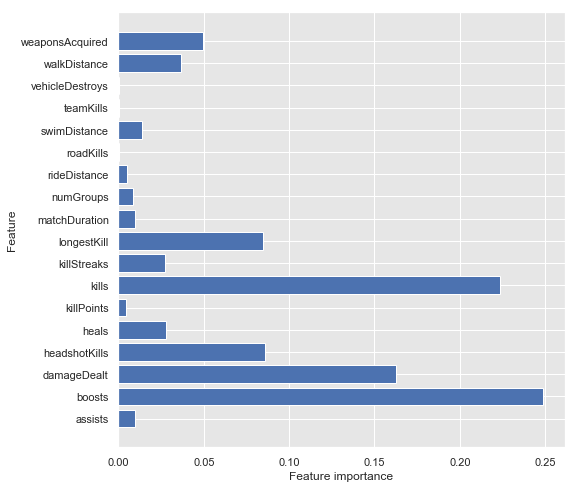 weaponsAcquired
walkDistance
vehicleDestroys
teamKills
swimDistance
roadKills
rideDistance
numGroups
matchDuration
longestKill
killStreaks
kills
killPoints
heals
headshotKills
damageDealt
boosts
assists
Feature
0.00 0.05 0.10 0.15 0.20 0.25
Feature importance